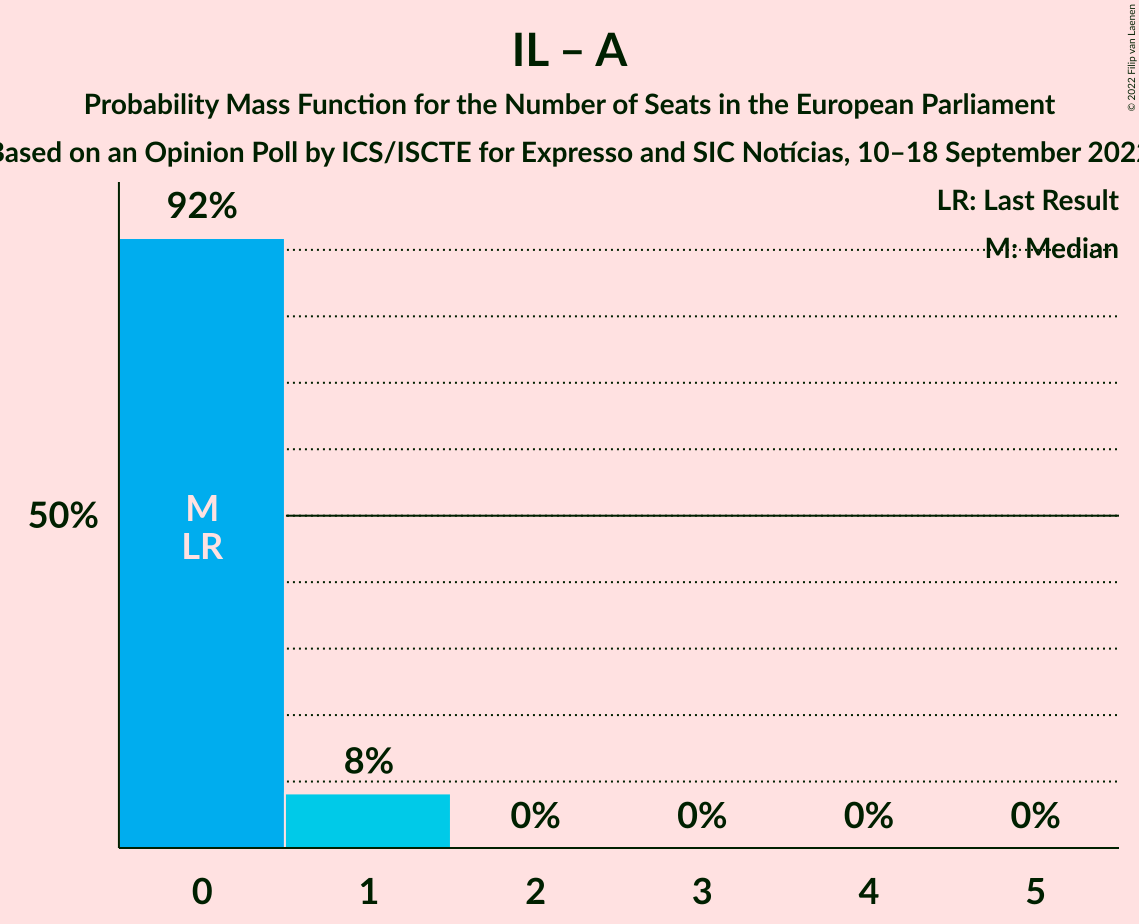 IL – A
Probability Mass Function for the Number of Seats in the European Parliament
Based on an Opinion Poll by ICS/ISCTE for Expresso and SIC Notícias, 10–18 September 2022
© 2022 Filip van Laenen
LR: Last Result
M: Median
92%
50%
M
LR
8%
0%
0%
0%
0%
0
1
2
3
4
5